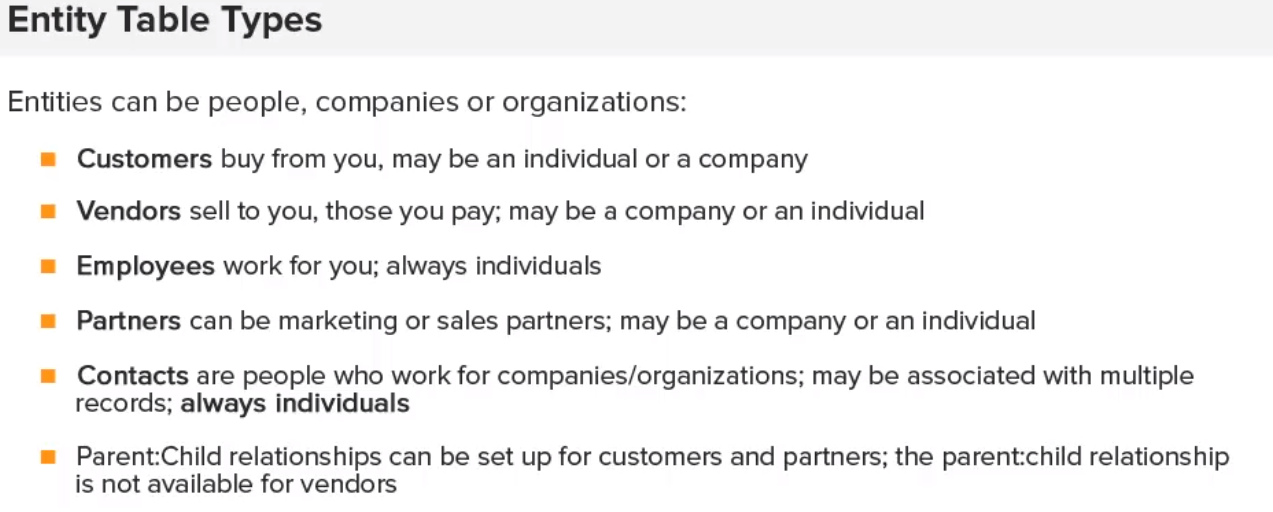 Entity Table Types
Entities can be people, companies or organizations:
Customers buy from you, may be an individual or a company
Vendors sell to you, those you pay; may be a company or an individual
Employees work for you; always individuals
Partners can be marketing or sales partners; may be a company or an individual
Contacts are people who work for companies/organizations; may be associated with multiple
records; always individuals
Parent:Child relationships can be set up for customers and partners; the parent:child relationship
is not available for vendors